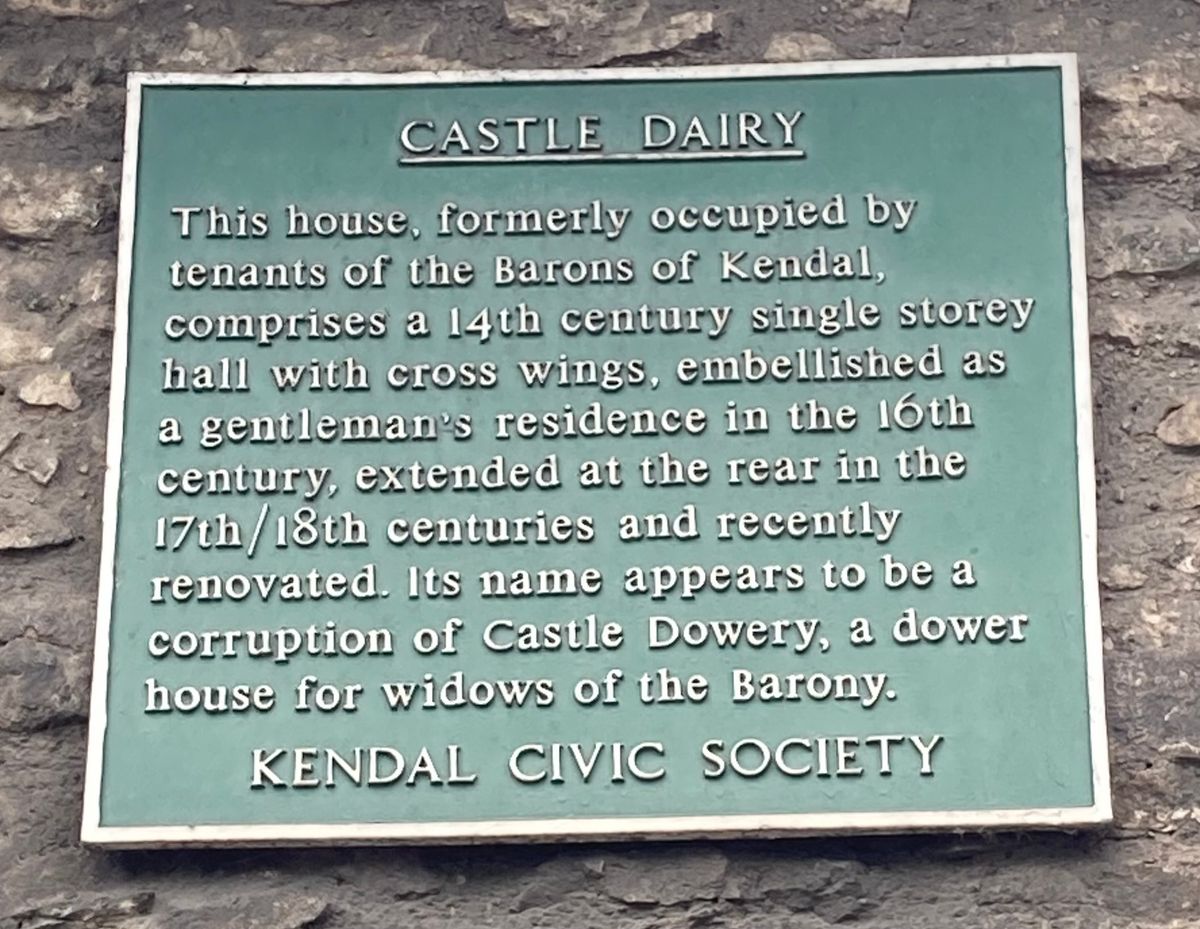 CASTLE DAIRY
This house, formerly occupied by
tenants of the Barons of Kendal,
comprises a 14th century single storey
hall with cross wings, embellished as
a gentleman's residence in the 16th
century, extended at the rear in the
17th/18th centuries and recently
renovated. Its name appears to be a
corruption of Castle Dowery, a dower
house for widows of the Barony.
KENDAL CIVIC SOCIETY